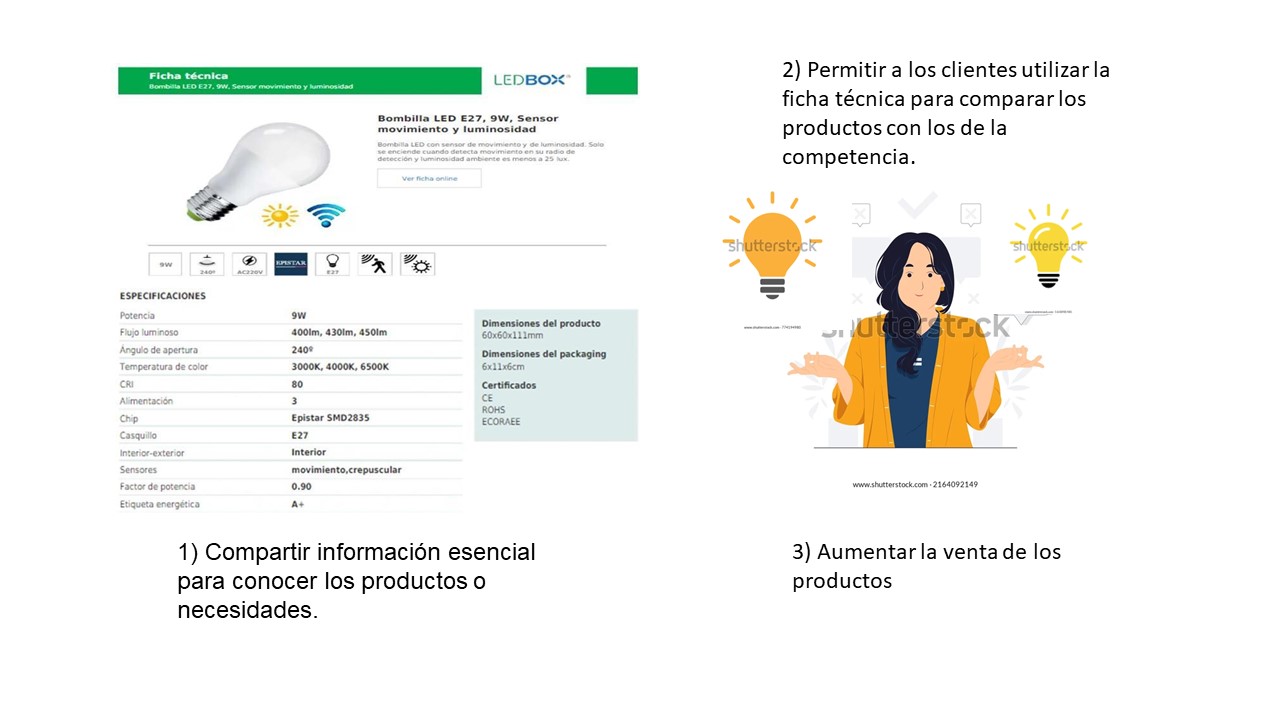 Ficha técnica
Bombilla LED E27, 9W, Sensor movimiento y luminosidad
LEDBOX
Bombilla LED E27, 9W, Sensor
movimiento y luminosidad
Bombilla LED con sensor de movimiento y de luminosidad. Solo
se enciende cuando detecta movimiento en su radio de
detección y luminosidad ambiente es menos a 25 lux.
Ver ficha online
9W
240º
AC220V
EPISTAR
E27
ESPECIFICACIONES
Potencia 9W
Flujo luminoso 400lm, 430lm, 450lm
Ángulo de apertura 240º
Temperatura de color 3000K, 4000K, 6500K
CRI 80
Alimentación 3
Chip Epistar SMD2835
Casquillo E27
Interior-exterior Interior
Sensores movimiento,crepuscular
Factor de potencia 0.90
Etiqueta energética A+
Dimensiones del producto
60x60x111mm
Dimensiones del packaging
6x11x6cm
Certificados
CE
ROHS
ECORAEE
1) Compartir información esencial
para conocer los productos o
necesidades.
2) Permitir a los clientes utilizar la
ficha técnica para comparar los
productos con los de la
competencia.
shutterstock
shutterstock
shutterstock
www.shutterstock.com · 2164092149
3) Aumentar la venta de los
productos